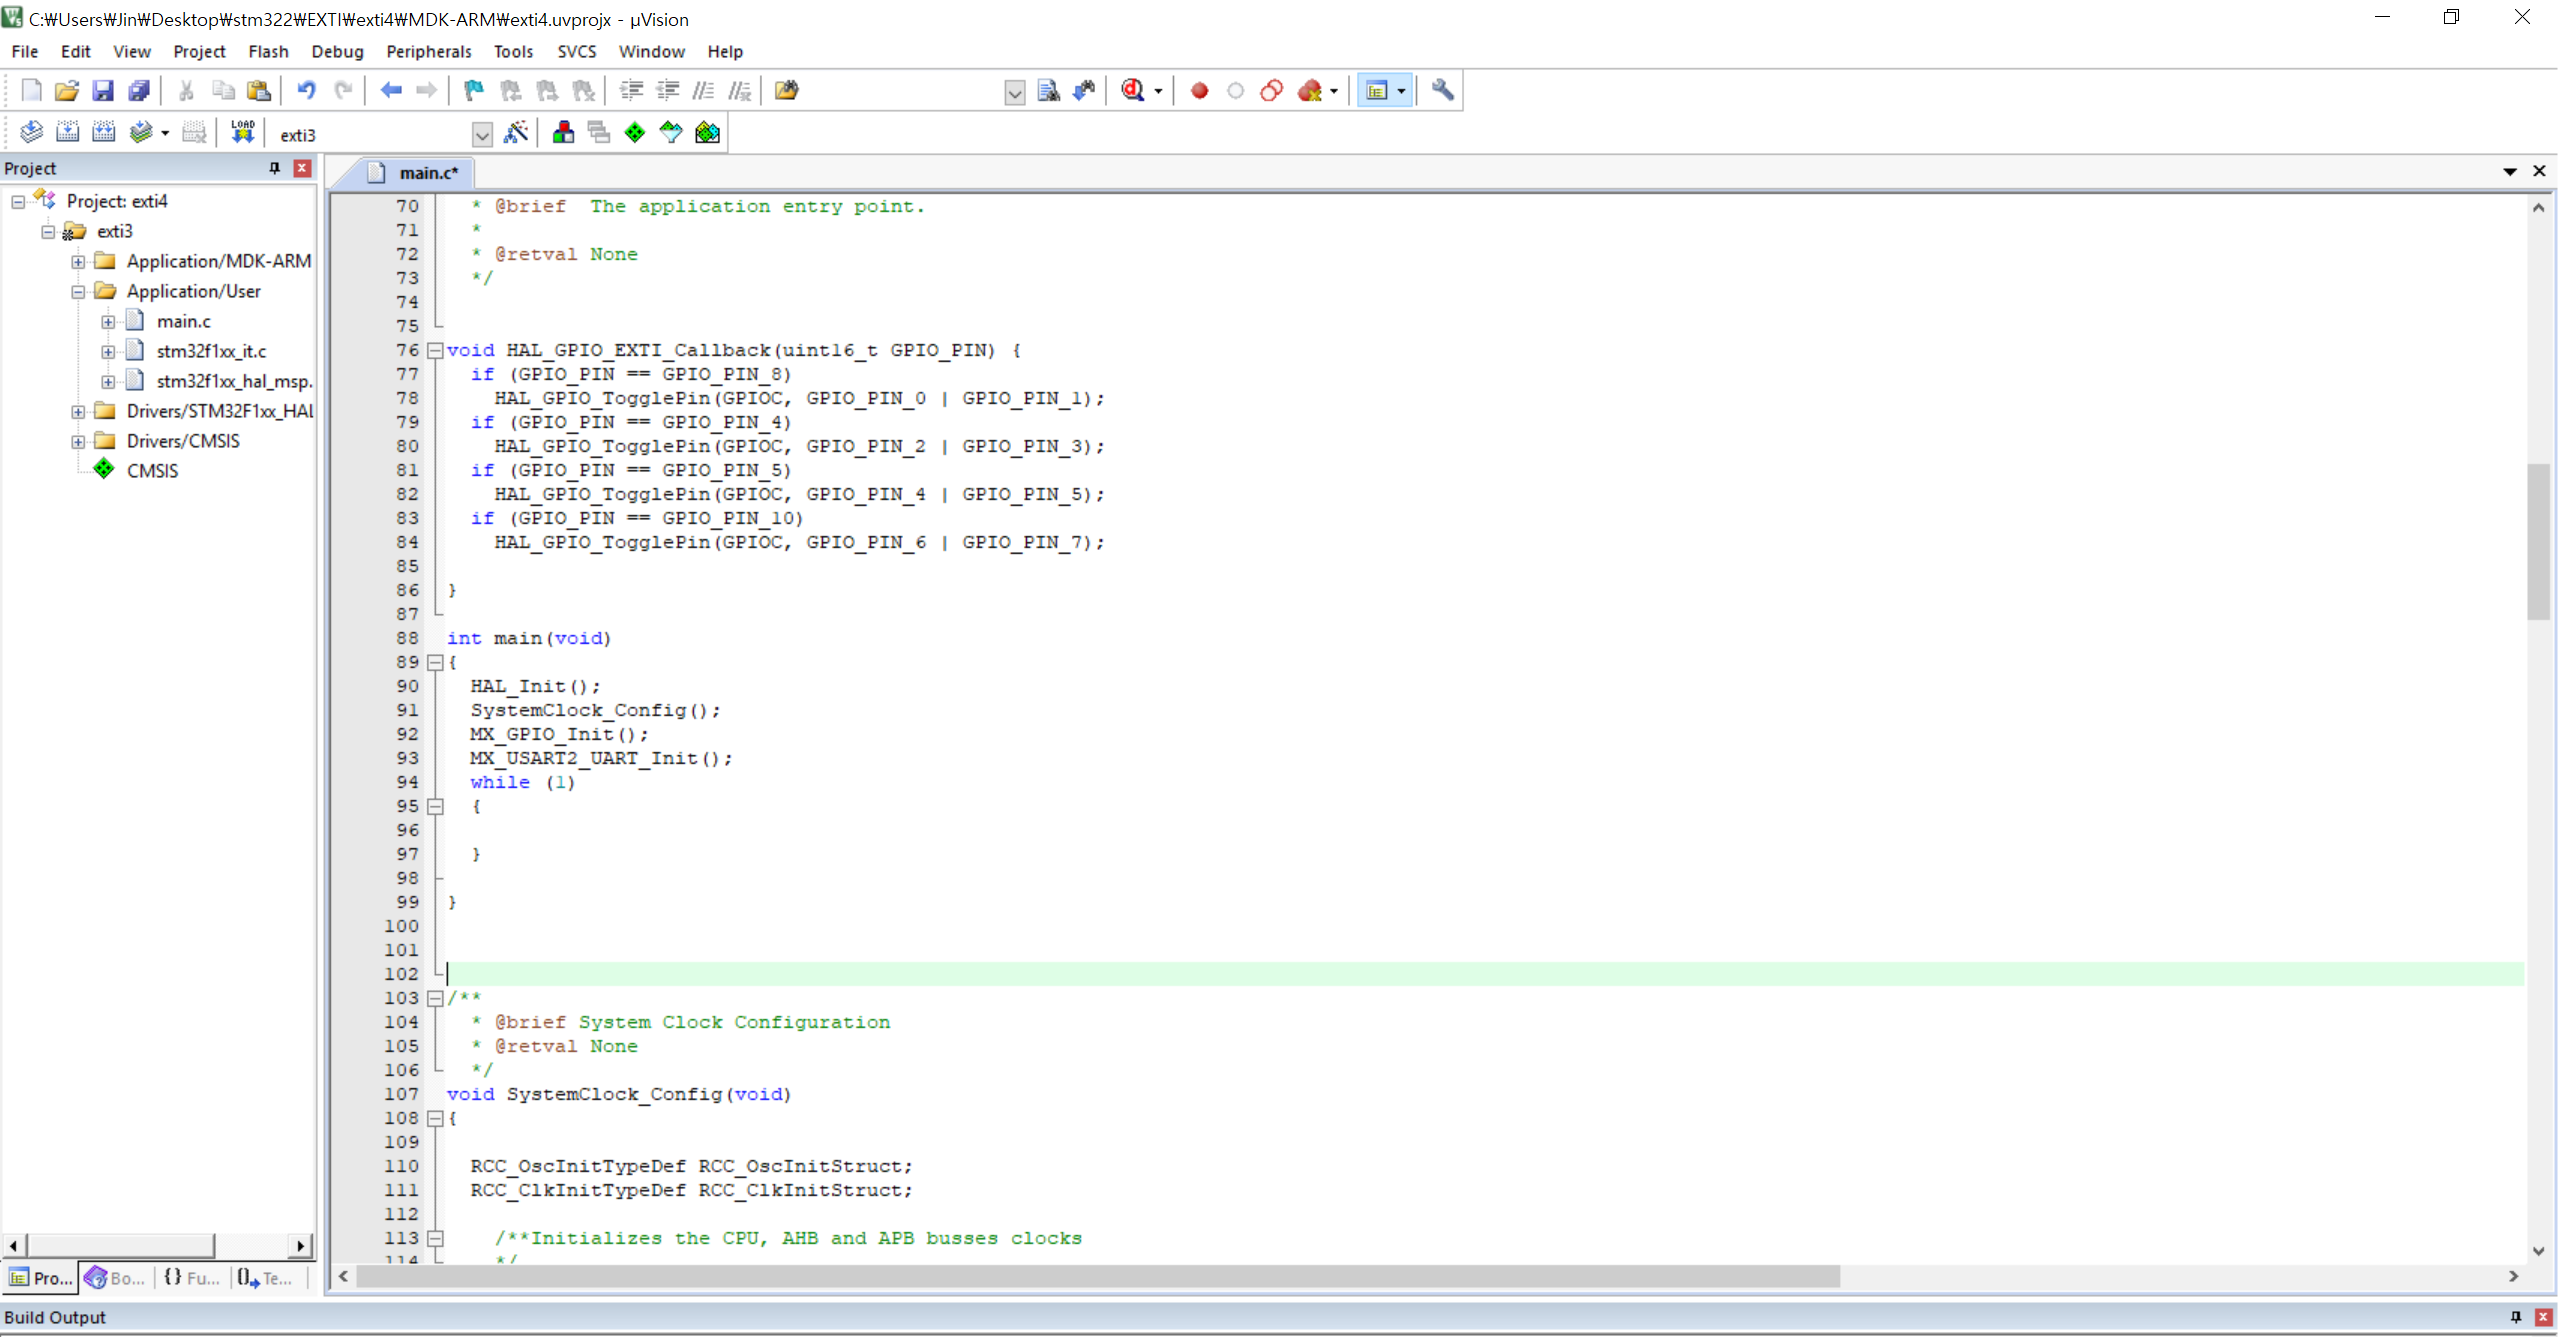 C:₩Users₩Jin₩Desktop₩stm322₩EXTI₩exti4₩MDK-ARM₩exti4.uvprojx - µVision
File Edit View Project Flash Debug Peripherals Tools SVCS Window Help
LOAD exti3
Project
main.c*
Project: exti4
exti3
Application/MDK-ARM
Application/User
main.c
stm32f1xx_it.c
stm32f1xx_hal_msp.
Drivers/STM32F1xx_HAL
Drivers/CMSIS
CMSIS
70 * @brief  The application entry point.
71 *
72 * @retval None
73 */
74
75
76 void HAL_GPIO_EXTI_Callback(uint16_t GPIO_PIN) {
77 if (GPIO_PIN == GPIO_PIN_8)
78 HAL_GPIO_TogglePin(GPIOC, GPIO_PIN_0 | GPIO_PIN_1);
79 if (GPIO_PIN == GPIO_PIN_4)
80 HAL_GPIO_TogglePin(GPIOC, GPIO_PIN_2 | GPIO_PIN_3);
81 if (GPIO_PIN == GPIO_PIN_5)
82 HAL_GPIO_TogglePin(GPIOC, GPIO_PIN_4 | GPIO_PIN_5);
83 if (GPIO_PIN == GPIO_PIN_10)
84 HAL_GPIO_TogglePin(GPIOC, GPIO_PIN_6 | GPIO_PIN_7);
85
86 }
87
88 int main(void)
89 {
90 HAL_Init();
91 SystemClock_Config();
92 MX_GPIO_Init();
93 MX_USART2_UART_Init();
94 while (1)
95 {
96
97 }
98
99 }
100
101
102
103 /**
104 * @brief System Clock Configuration
105 * @retval None
106 */
107 void SystemClock_Config(void)
108 {
109
110 RCC_OscInitTypeDef RCC_OscInitStruct;
111 RCC_ClkInitTypeDef RCC_ClkInitStruct;
112
113 /**Initializes the CPU, AHB and APB busses clocks
114 */
Pro... Bo... {} Fu... Te...
Build Output